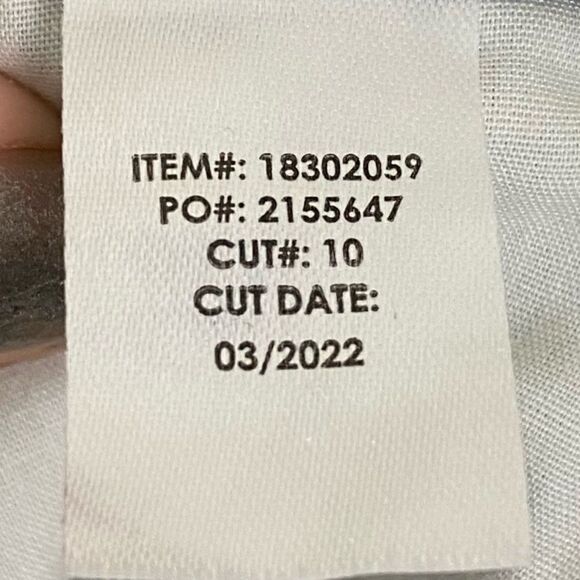 ITEM#: 18302059
PO#: 2155647
CUT#: 10
CUT DATE:
03/2022